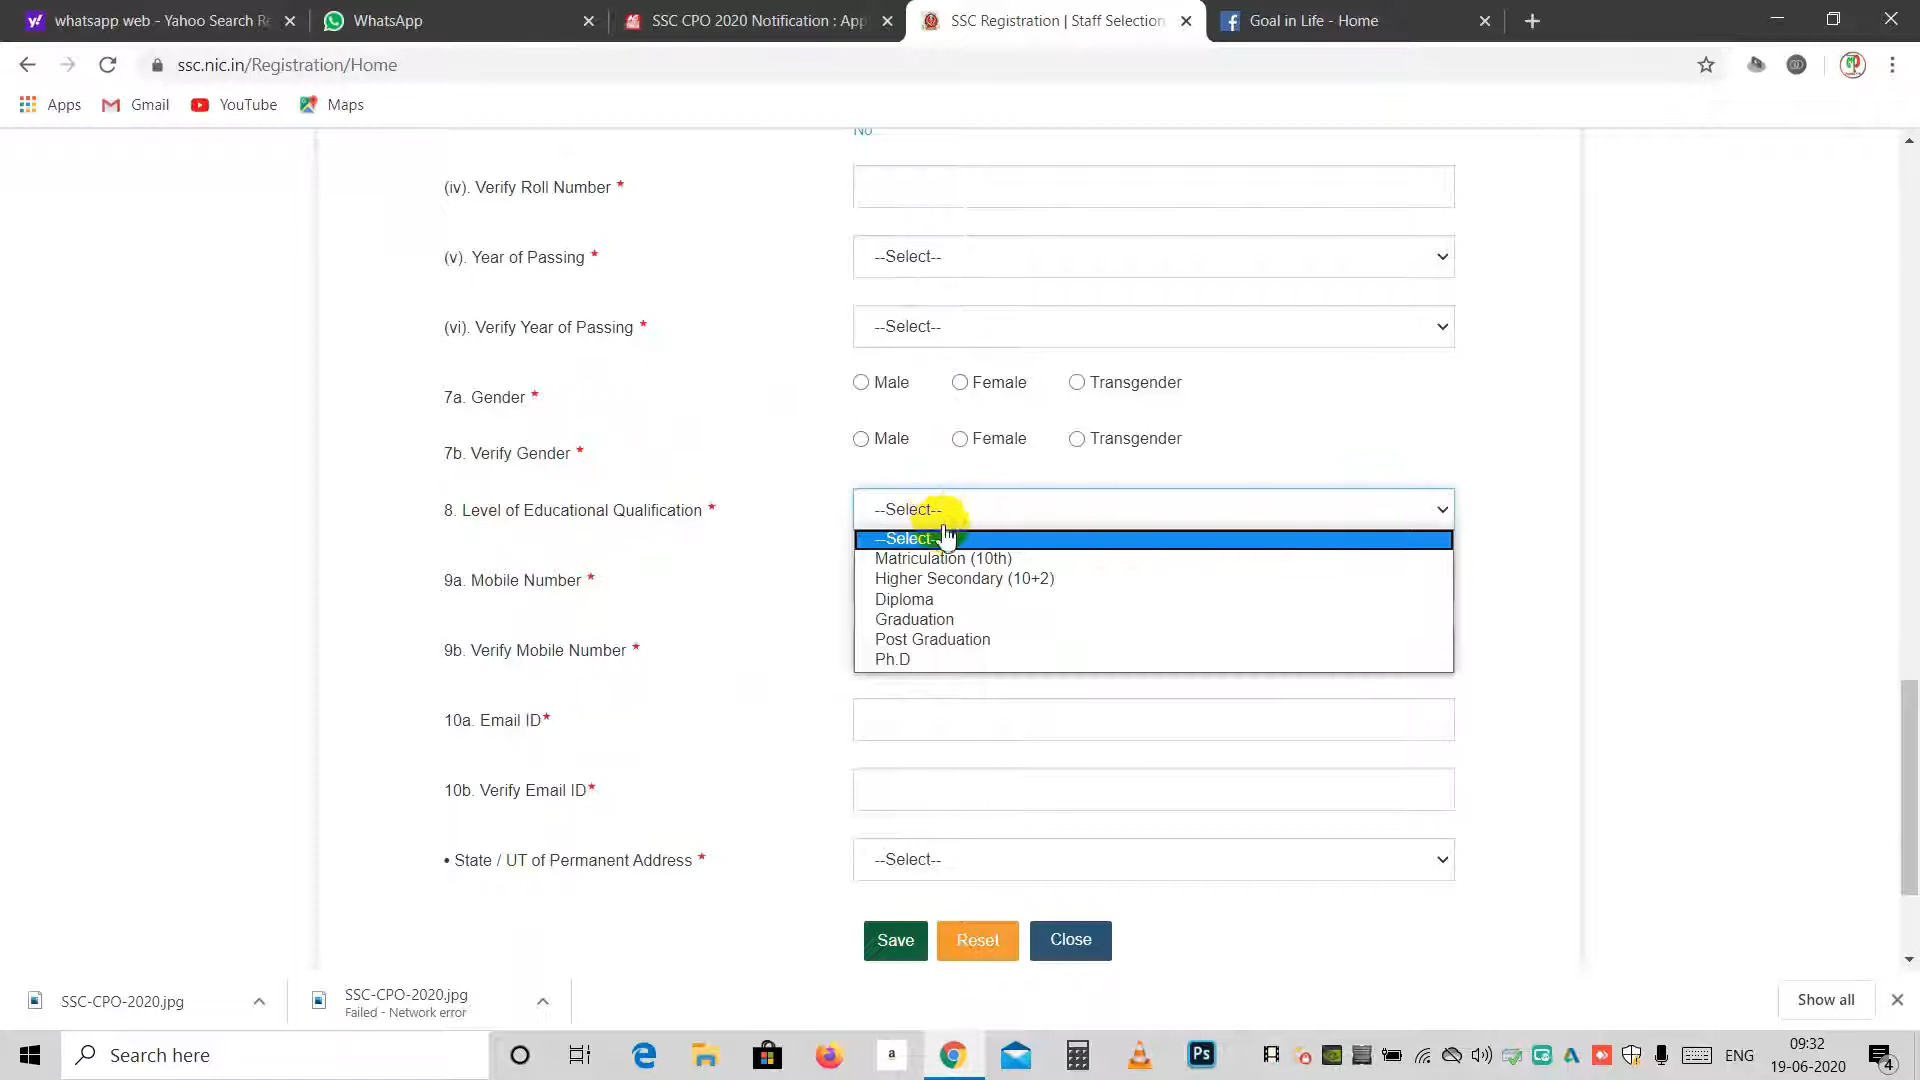 whatsapp web - Yahoo Search Re
WhatsApp
SSC CPO 2020 Notification : App
SSC Registration | Staff Selection
Goal in Life - Home
ssc.nic.in/Registration/Home
Apps
Gmail
YouTube
Maps
No
(iv). Verify Roll Number *
(v). Year of Passing *
--Select--
(vi). Verify Year of Passing *
--Select--
7a. Gender *
Male
Female
Transgender
7b. Verify Gender *
Male
Female
Transgender
8. Level of Educational Qualification *
--Select--
--Select--
Matriculation (10th)
Higher Secondary (10+2)
Diploma
Graduation
Post Graduation
Ph.D
9a. Mobile Number *
9b. Verify Mobile Number *
10a. Email ID*
10b. Verify Email ID*
• State / UT of Permanent Address *
--Select--
Save
Reset
Close
SSC-CPO-2020.jpg
SSC-CPO-2020.jpg
Failed - Network error
Show all
Search here
a
Ps
ENG
09:32
19-06-2020
4